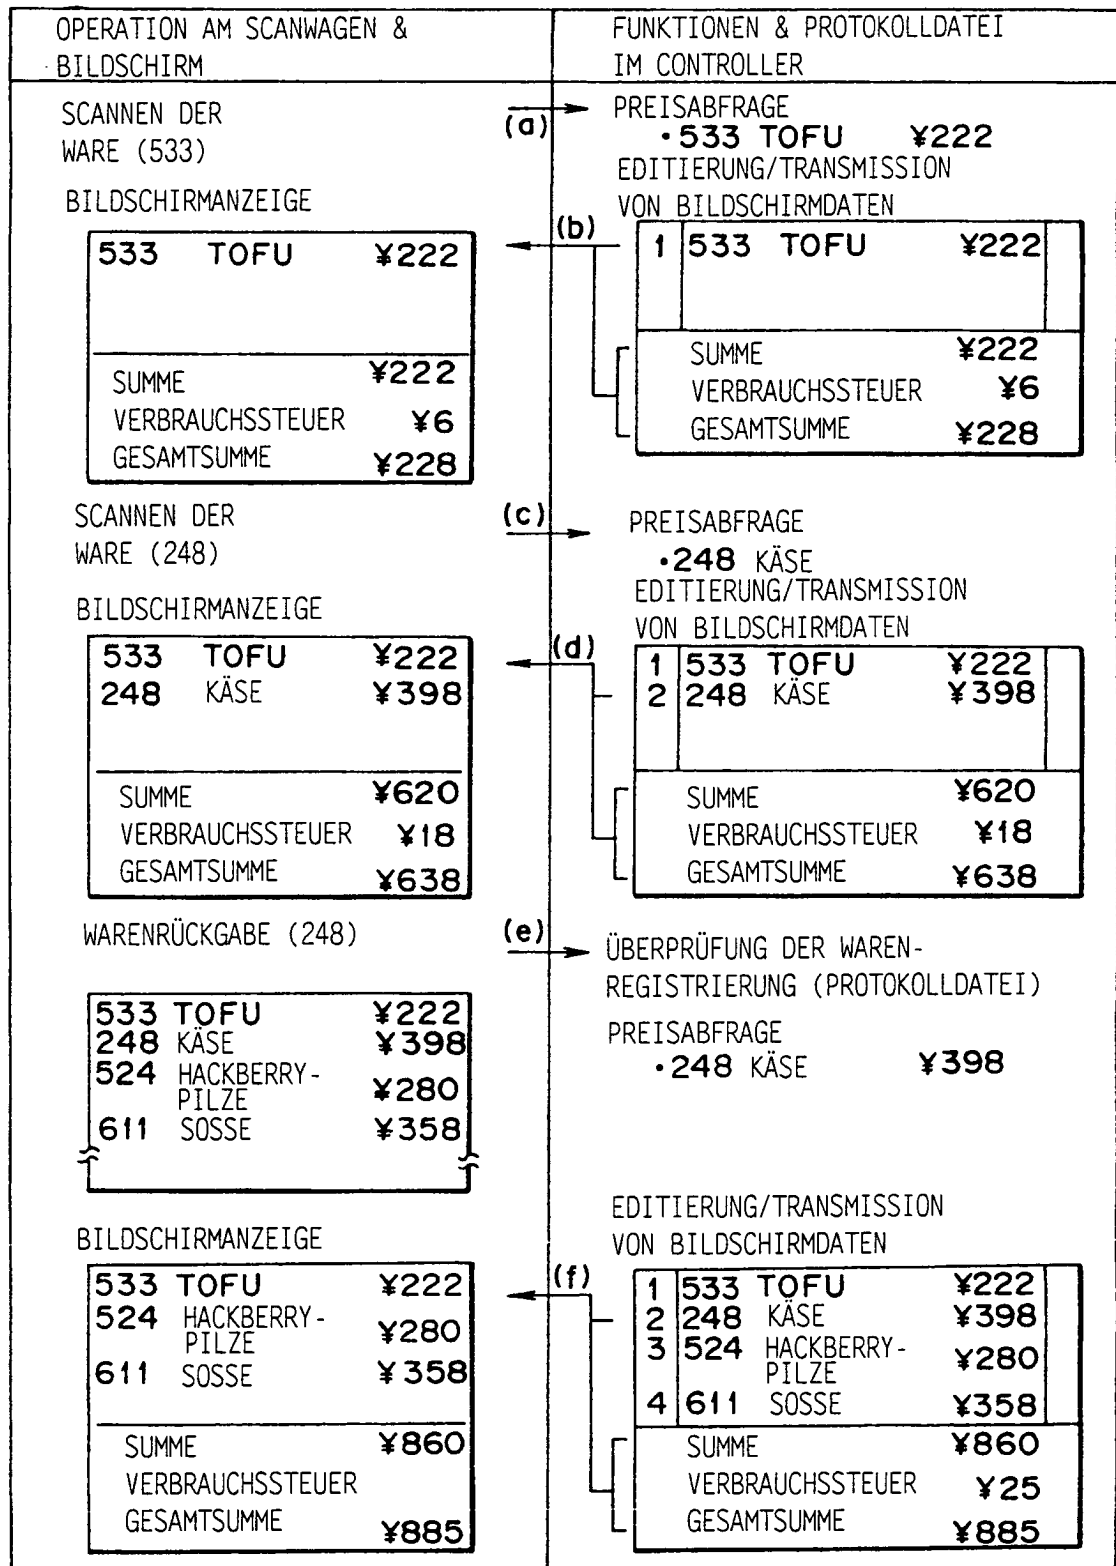 OPERATION AM SCANWAGEN &
BILDSCHIRM
FUNKTIONEN & PROTOKOLLDATEI
IM CONTROLLER
SCANNEN DER
WARE (533)
(a)
PREISABFRAGE
•533 TOFU ¥222
EDITIERUNG/TRANSMISSION
VON BILDSCHIRMDATEN
BILDSCHIRMANZEIGE
533 TOFU ¥222
SUMME ¥222
VERBRAUCHSSTEUER ¥6
GESAMTSUMME ¥228
(b)
1 533 TOFU ¥222
SUMME ¥222
VERBRAUCHSSTEUER ¥6
GESAMTSUMME ¥228
SCANNEN DER
WARE (248)
(c)
PREISABFRAGE
•248 KÄSE
EDITIERUNG/TRANSMISSION
VON BILDSCHIRMDATEN
BILDSCHIRMANZEIGE
533 TOFU ¥222
248 KÄSE ¥398
SUMME ¥620
VERBRAUCHSSTEUER ¥18
GESAMTSUMME ¥638
(d)
1 533 TOFU ¥222
2 248 KÄSE ¥398
SUMME ¥620
VERBRAUCHSSTEUER ¥18
GESAMTSUMME ¥638
WARENRÜCKGABE (248)
(e)
ÜBERPRÜFUNG DER WAREN-
REGISTRIERUNG (PROTOKOLLDATEI)
PREISABFRAGE
•248 KÄSE ¥398
533 TOFU ¥222
248 KÄSE ¥398
524 HACKBERRY-
PILZE ¥280
611 SOSSE ¥358
BILDSCHIRMANZEIGE
533 TOFU ¥222
524 HACKBERRY-
PILZE ¥280
611 SOSSE ¥358
SUMME ¥860
VERBRAUCHSSTEUER
GESAMTSUMME ¥885
EDITIERUNG/TRANSMISSION
VON BILDSCHIRMDATEN
(f)
1 533 TOFU ¥222
2 248 KÄSE ¥398
3 524 HACKBERRY-
PILZE ¥280
4 611 SOSSE ¥358
SUMME ¥860
VERBRAUCHSSTEUER ¥25
GESAMTSUMME ¥885